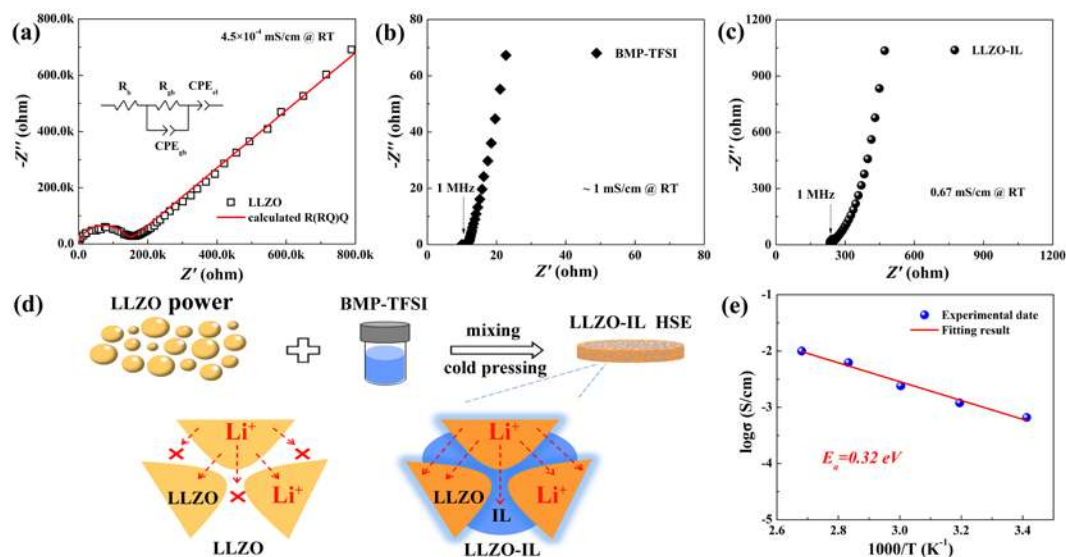 (a)
800.0k
600.0k
400.0k
200.0k
0.0
-Z'' (ohm)
4.5×10⁻⁴ mS/cm @ RT
R_b
R_gb
CPE_el
CPE_gb
LLZO
calculated R(RQ)Q
0.0
200.0k
400.0k
600.0k
800.0k
Z' (ohm)
(b)
80
60
40
20
0
-Z'' (ohm)
BMP-TFSI
1 MHz
~ 1 mS/cm @ RT
0
20
40
60
80
Z' (ohm)
(c)
1200
900
600
300
0
-Z'' (ohm)
LLZO-IL
1 MHz
0.67 mS/cm @ RT
0
300
600
900
1200
Z' (ohm)
(d)
LLZO power
BMP-TFSI
mixing
cold pressing
LLZO-IL HSE
Li⁺
LLZO
Li⁺
LLZO
Li⁺
LLZO
IL
Li⁺
LLZO-IL
(e)
-1
-2
-3
-4
-5
logσ (S/cm)
Experimental date
Fitting result
E_a=0.32 eV
2.6
2.8
3.0
3.2
3.4
1000/T (K⁻¹)